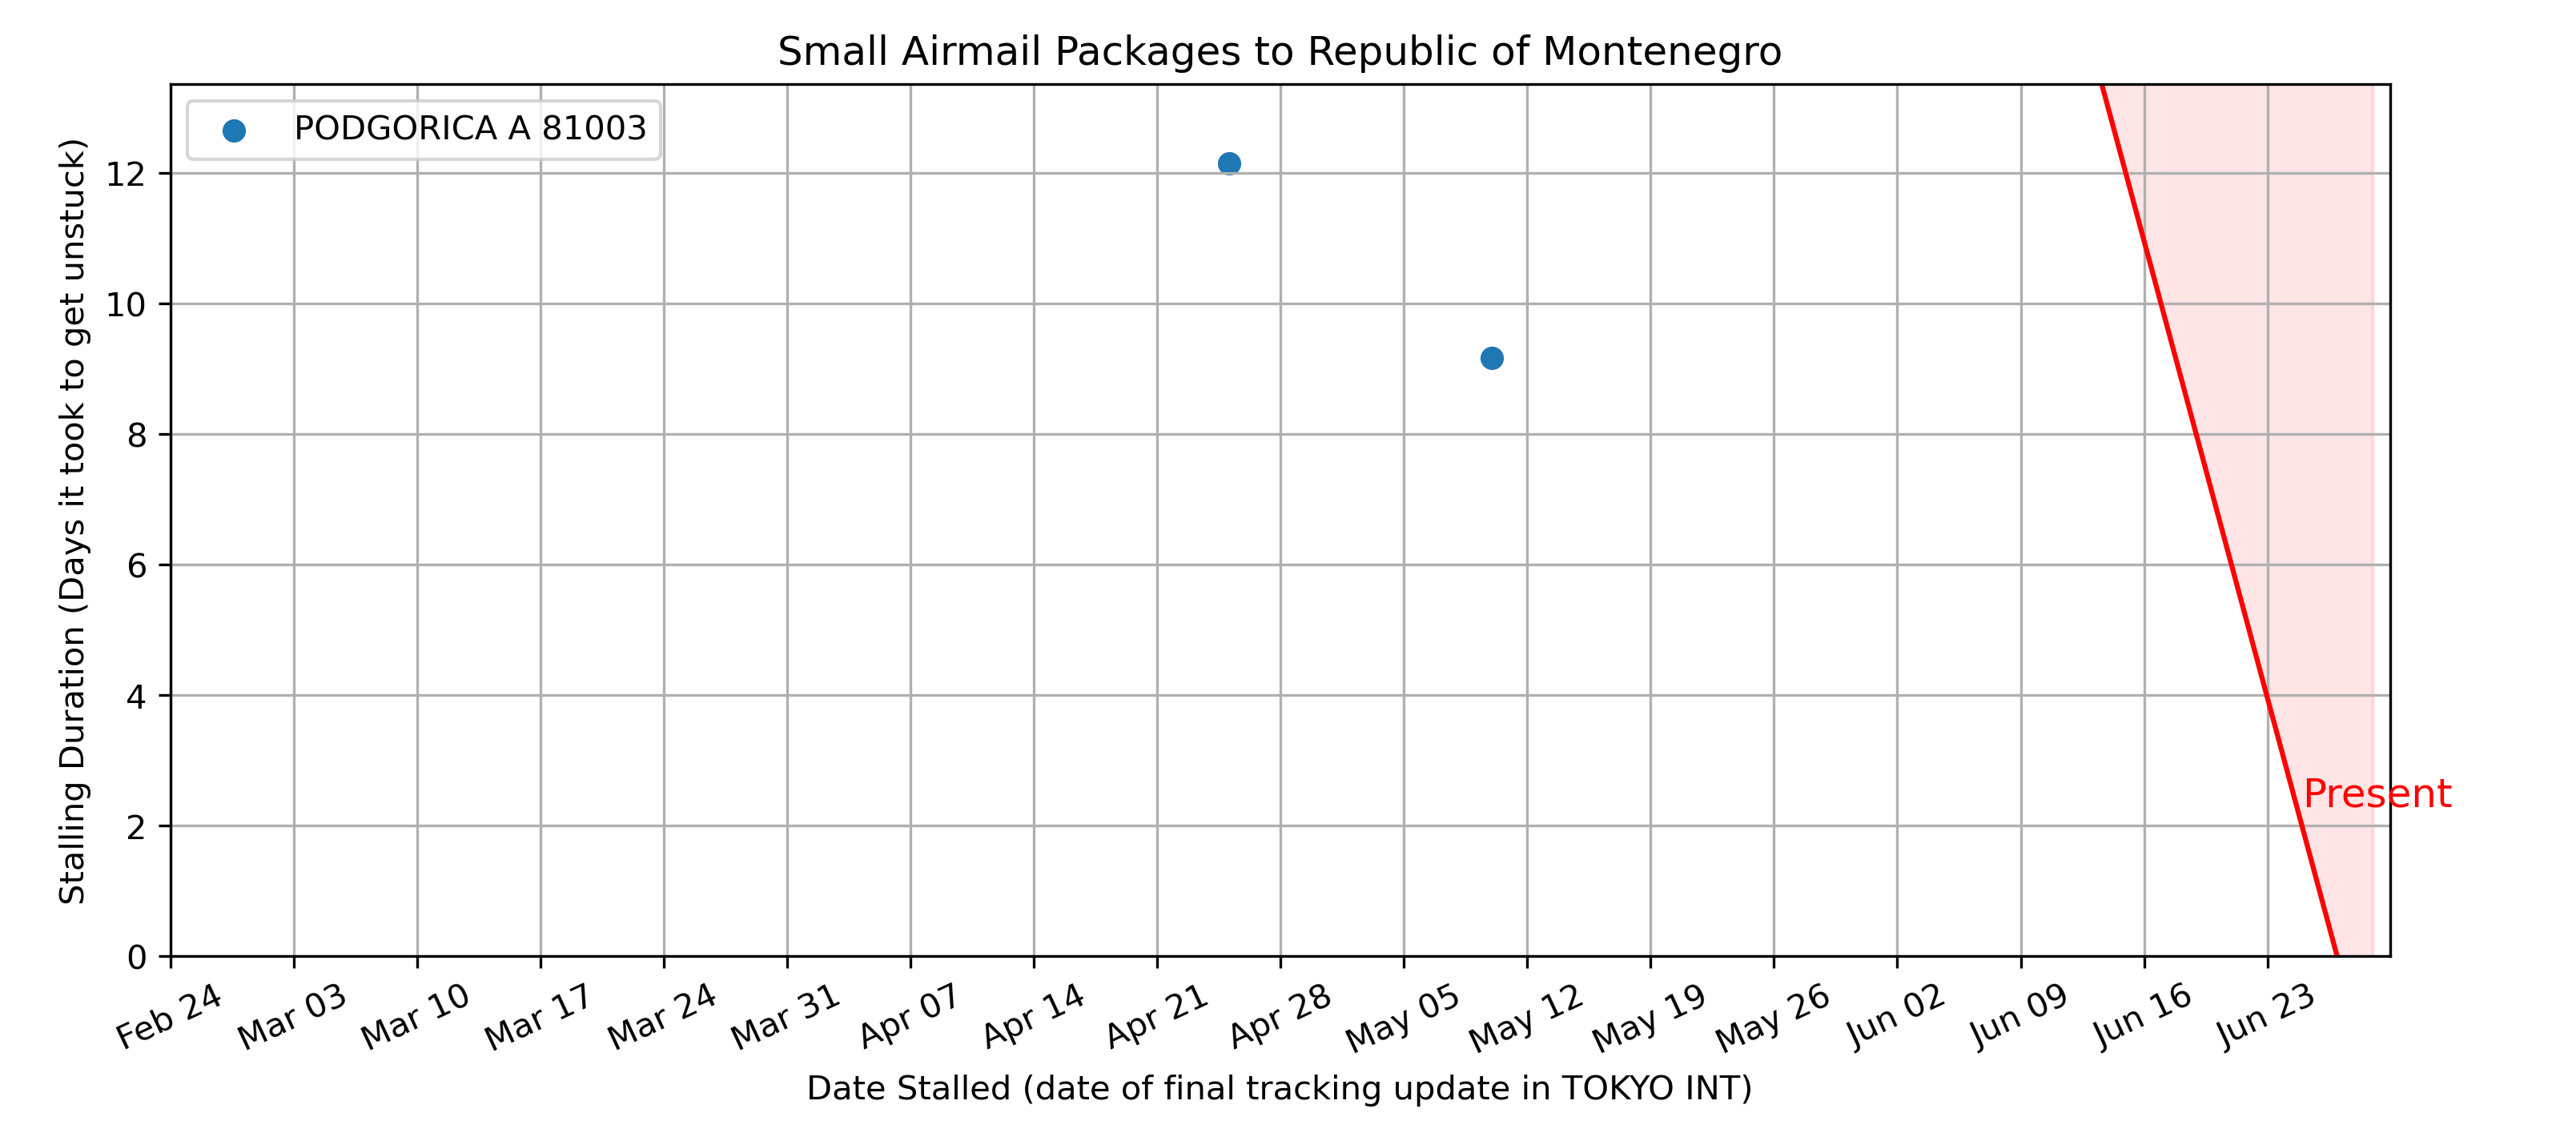 Small Airmail Packages to Republic of Montenegro
PODGORICA A 81003
Stalling Duration (Days it took to get unstuck)
12
10
8
6
4
2
0
Present
Feb 24
Mar 03
Mar 10
Mar 17
Mar 24
Mar 31
Apr 07
Apr 14
Apr 21
Apr 28
May 05
May 12
May 19
May 26
Jun 02
Jun 09
Jun 16
Jun 23
Date Stalled (date of final tracking update in TOKYO INT)